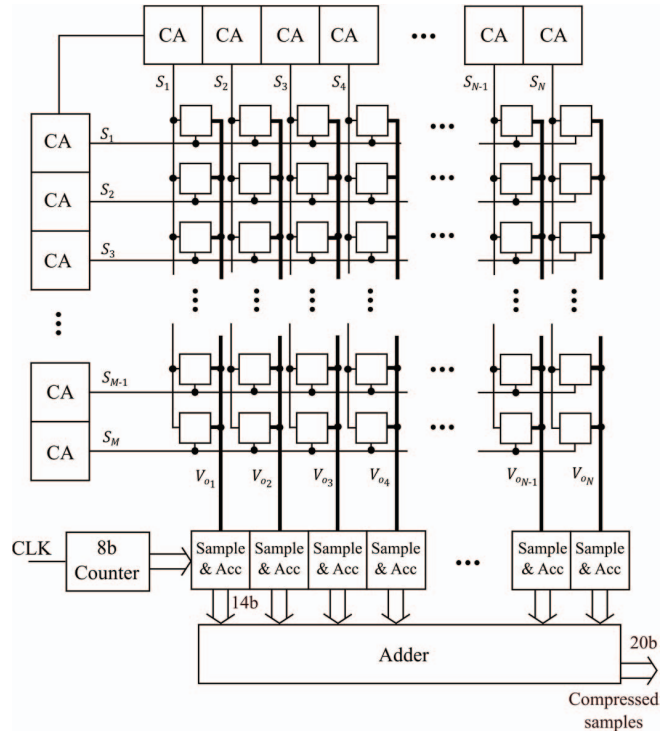 CA CA CA CA ... CA CA
S1 S2 S3 S4 SN-1 SN
CA S1
CA S2
CA S3
CA SM-1
CA SM
Vo1 Vo2 Vo3 Vo4 VoN-1 VoN
CLK
8b
Counter
Sample & Acc
Sample & Acc
Sample & Acc
Sample & Acc
Sample & Acc
Sample & Acc
14b
Adder
20b
Compressed
samples